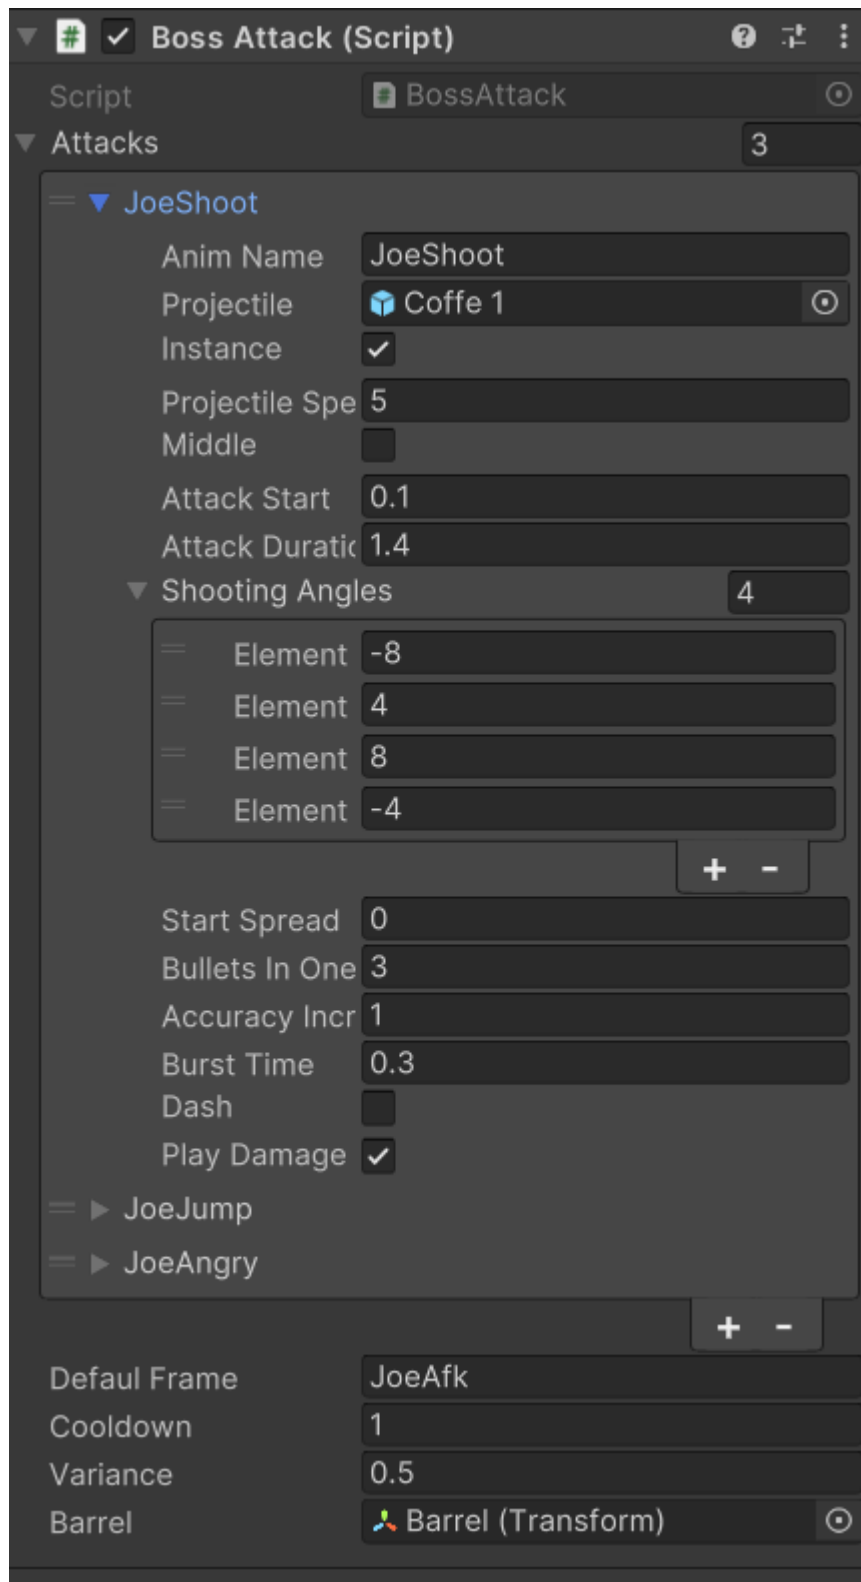 Boss Attack (Script)
Script BossAttack
Attacks 3
JoeShoot
Anim Name JoeShoot
Projectile Coffe 1
Instance
Projectile Spe 5
Middle
Attack Start 0.1
Attack Duratic 1.4
Shooting Angles 4
Element -8
Element 4
Element 8
Element -4
+ -
Start Spread 0
Bullets In One 3
Accuracy Incr 1
Burst Time 0.3
Dash
Play Damage
JoeJump
JoeAngry
+ -
Defaul Frame JoeAfk
Cooldown 1
Variance 0.5
Barrel Barrel (Transform)